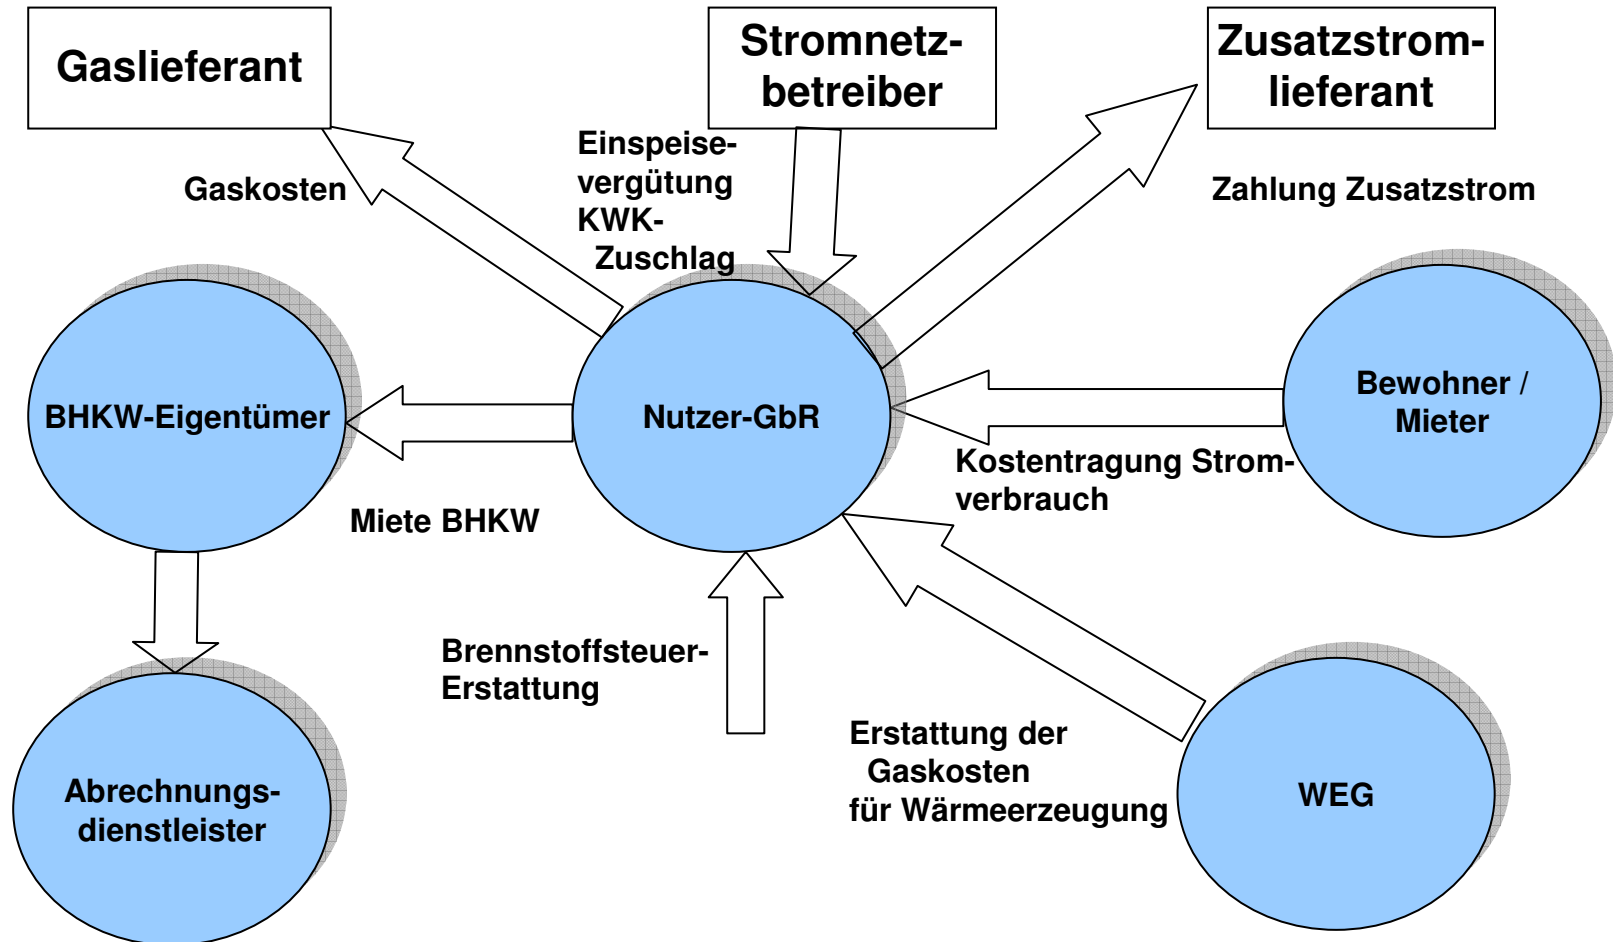 Gaslieferant
Stromnetz-
betreiber
Zusatzstrom-
lieferant
Gaskosten
Einspeise-
vergütung
KWK-
Zuschlag
Zahlung Zusatzstrom
BHKW-Eigentümer
Nutzer-GbR
Bewohner /
Mieter
Miete BHKW
Kostentragung Strom-
verbrauch
Brennstoffsteuer-
Erstattung
Erstattung der
Gaskosten
für Wärmeerzeugung
Abrechnungs-
dienstleister
WEG